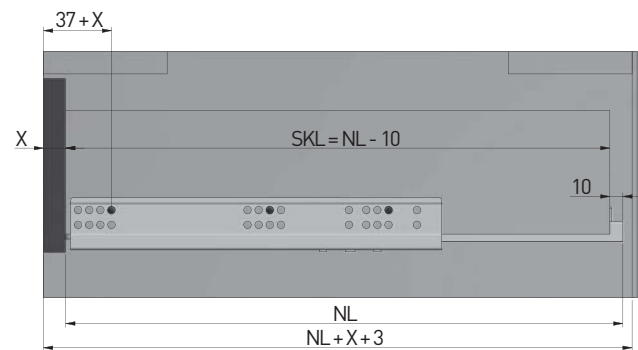 37 + X
X
SKL = NL - 10
10
NL
NL + X + 3